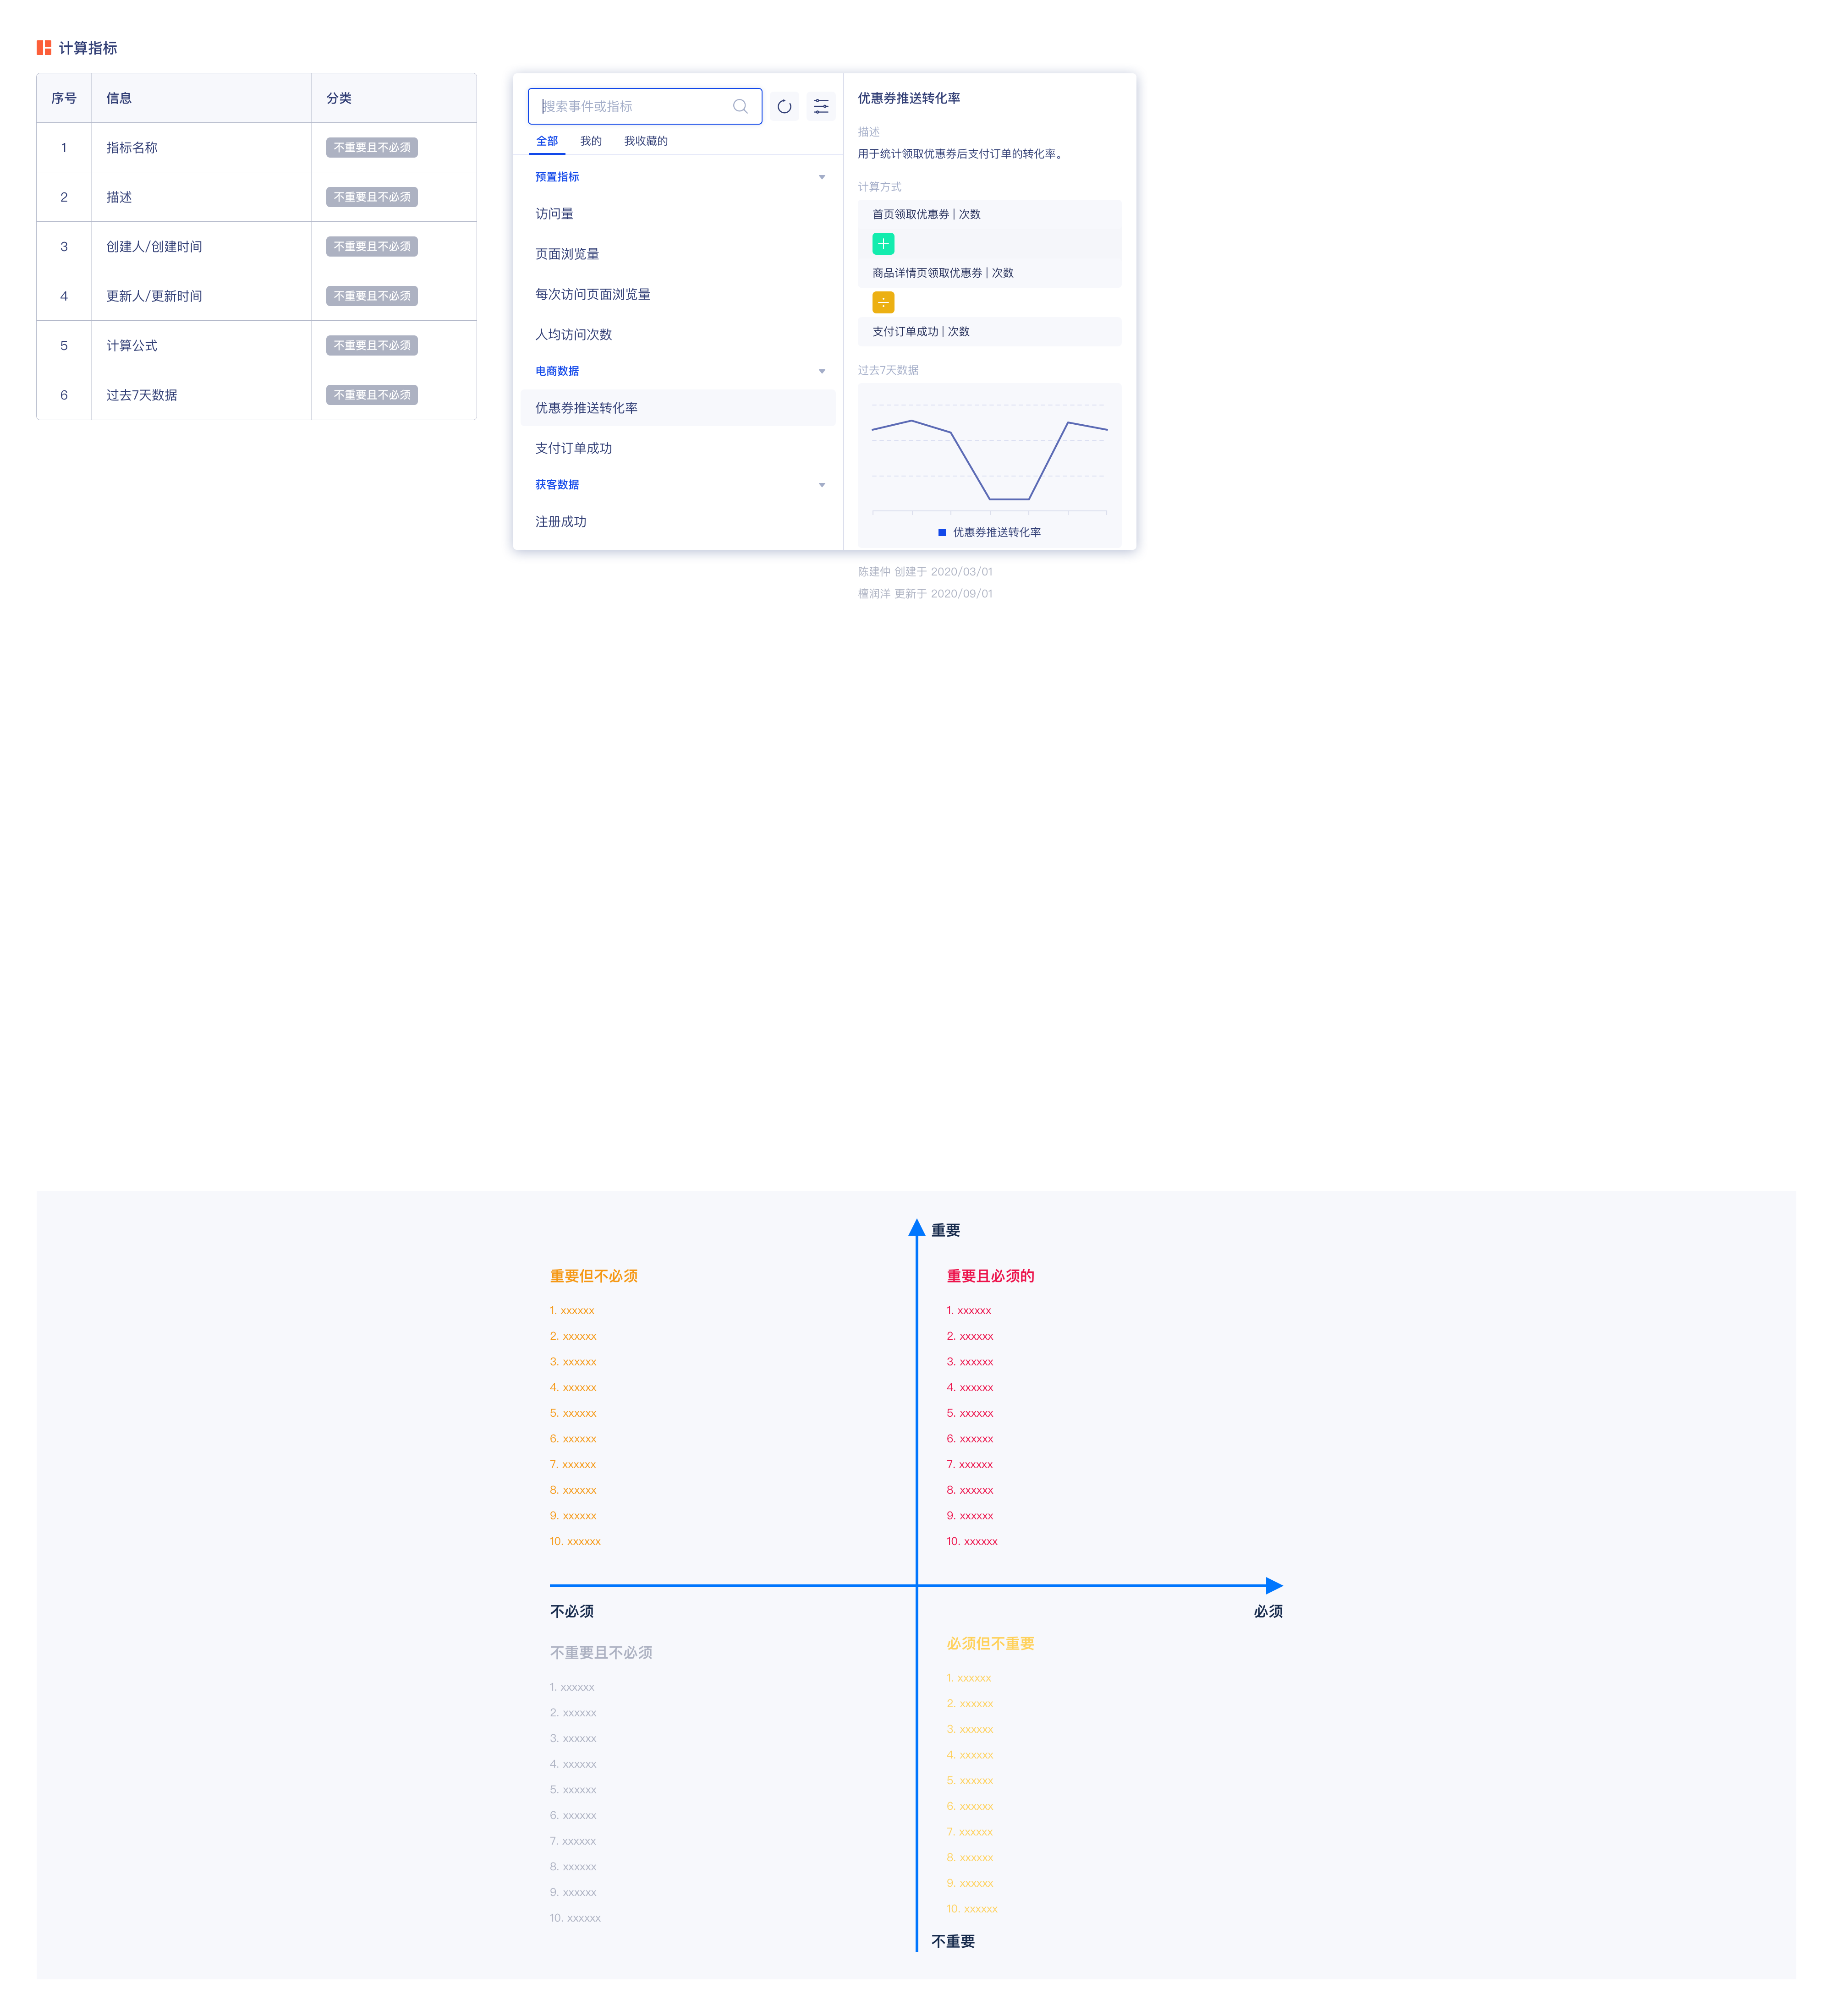 计算指标
序号 信息 分类
1 指标名称 不重要且不必须
2 描述 不重要且不必须
3 创建人/创建时间 不重要且不必须
4 更新人/更新时间 不重要且不必须
5 计算公式 不重要且不必须
6 过去7天数据 不重要且不必须
搜索事件或指标
全部 我的 我收藏的
预置指标
访问量
页面浏览量
每次访问页面浏览量
人均访问次数
电商数据
优惠券推送转化率
支付订单成功
获客数据
注册成功
优惠券推送转化率
描述
用于统计领取优惠券后支付订单的转化率。
计算方式
首页领取优惠券 | 次数
+
商品详情页领取优惠券 | 次数
÷
支付订单成功 | 次数
过去7天数据
优惠券推送转化率
陈建仲 创建于 2020/03/01
檀润洋 更新于 2020/09/01
重要
重要但不必须
1. xxxxxx
2. xxxxxx
3. xxxxxx
4. xxxxxx
5. xxxxxx
6. xxxxxx
7. xxxxxx
8. xxxxxx
9. xxxxxx
10. xxxxxx
重要且必须的
1. xxxxxx
2. xxxxxx
3. xxxxxx
4. xxxxxx
5. xxxxxx
6. xxxxxx
7. xxxxxx
8. xxxxxx
9. xxxxxx
10. xxxxxx
不必须
必须
不重要且不必须
1. xxxxxx
2. xxxxxx
3. xxxxxx
4. xxxxxx
5. xxxxxx
6. xxxxxx
7. xxxxxx
8. xxxxxx
9. xxxxxx
10. xxxxxx
必须但不重要
1. xxxxxx
2. xxxxxx
3. xxxxxx
4. xxxxxx
5. xxxxxx
6. xxxxxx
7. xxxxxx
8. xxxxxx
9. xxxxxx
10. xxxxxx
不重要